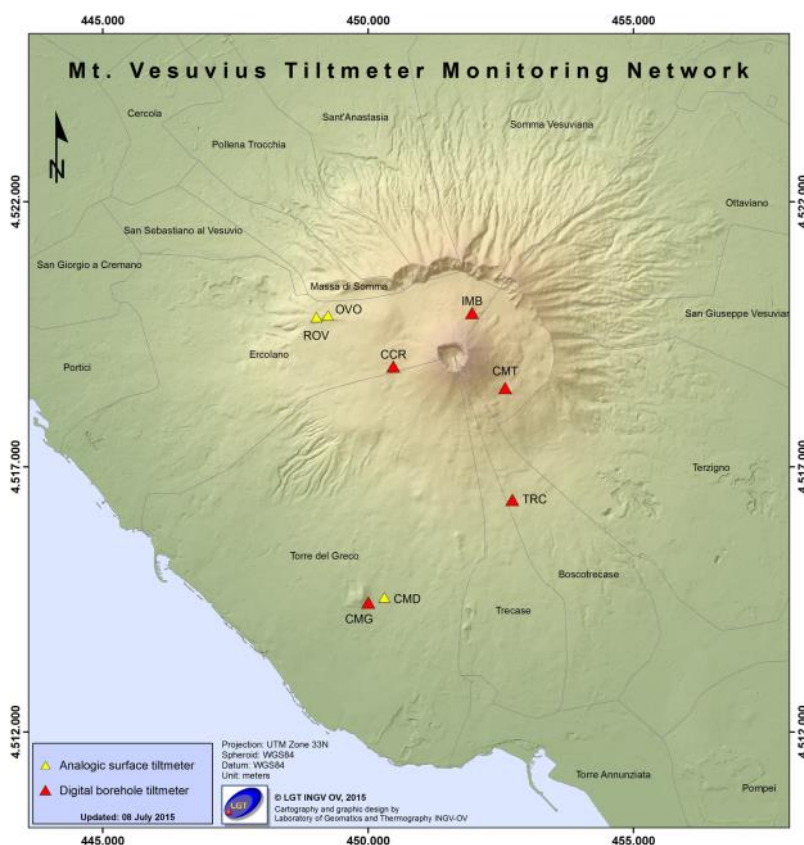 445.000 450.000 455.000
Mt. Vesuvius Tiltmeter Monitoring Network
N
Cercola
Sant'Anastasia
Somma Vesuviana
Pollena Trocchia
4.522.000
4.522.000
Ottaviano
San Sebastiano al Vesuvio
San Giorgio a Cremano
Massa di Somma
OVO
IMB
San Giuseppe Vesuvian
ROV
Ercolano
CCR
Portici
CMT
4.517.000
4.517.000
Terzigno
TRC
Torre del Greco
Boscotrecase
CMD
Trecase
CMG
4.512.000
4.512.000
Analogic surface tiltmeter
Digital borehole tiltmeter
Updated: 08 July 2015
Projection: UTM Zone 33N
Spheroid: WGS84
Datum: WGS84
Unit: meters
LGT
© LGT INGV OV, 2015
Cartography and graphic design by
Laboratory of Geomatics and Thermography INGV-OV
Torre Annunziata
Pompei
445.000 450.000 455.000